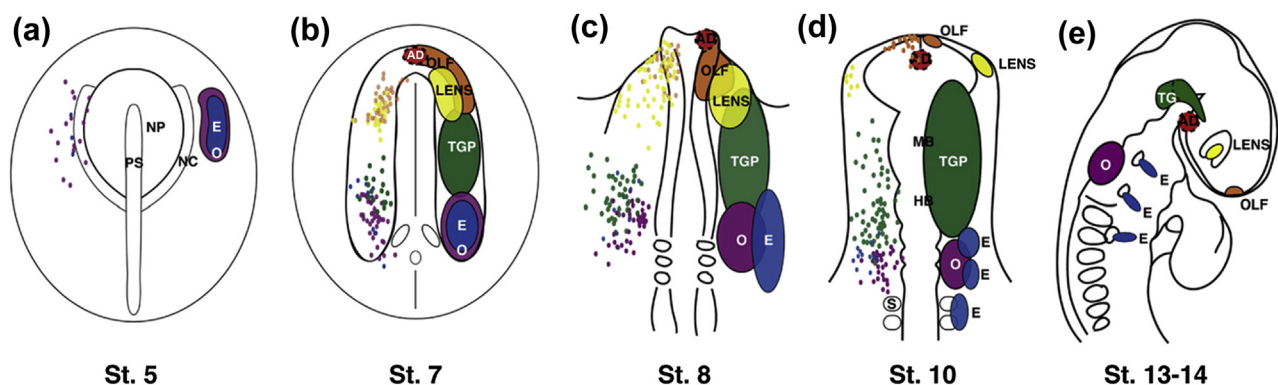 (a)
NP
PS
NC
E
O
St. 5
(b)
AD
OLF
LENS
TGP
E
O
St. 7
(c)
AD
OLF
LENS
TGP
O
E
St. 8
(d)
OLF
LENS
MB
TGP
HB
E
O
E
S
E
St. 10
(e)
TG
AD
LENS
O
E
E
OLF
E
St. 13-14